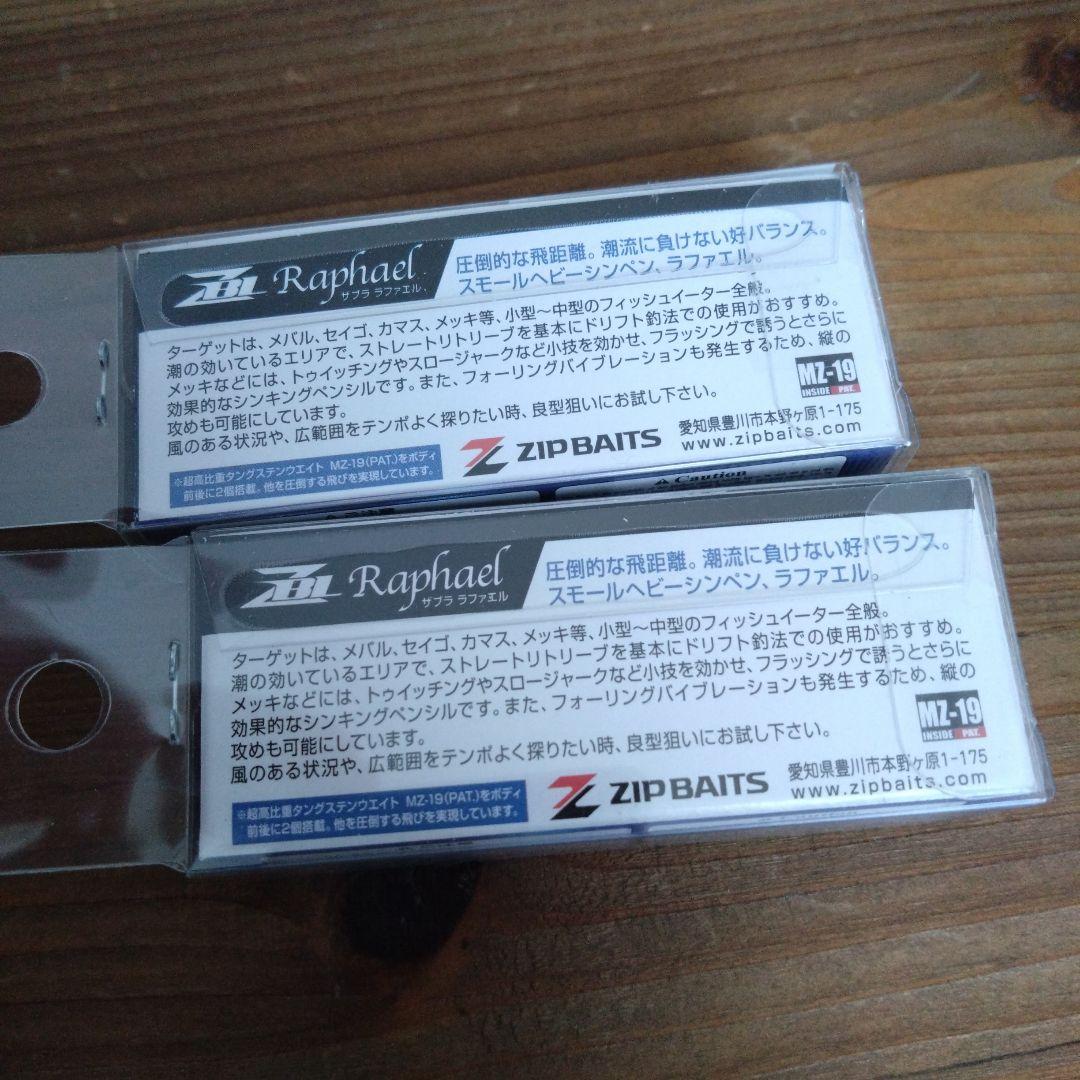 ZBL Raphael
ザブラ ラファエル
圧倒的な飛距離。潮流に負けない好バランス。
スモールヘビーシンペン、ラファエル。
ターゲットは、メバル、セイゴ、カマス、メッキ等、小型〜中型のフィッシュイーター全般。
潮の効いているエリアで、ストレートリトリーブを基本にドリフト釣法での使用がおすすめ。
メッキなどには、トゥイッチングやスロージャークなど小技を効かせ、フラッシングで誘うとさらに
効果的なシンキングペンシルです。また、フォーリングバイブレーションも発生するため、縦の
攻めも可能にしています。
風のある状況や、広範囲をテンポよく探りたい時、良型狙いにお試し下さい。
MZ-19
INSIDE PAT.
※超高比重タングステンウエイト MZ-19(PAT.)をボディ
前後に2個搭載。他を圧倒する飛びを実現しています。
ZIPBAITS
愛知県豊川市本野ヶ原1-175
www.zipbaits.com
Caution
ZBL Raphael
ザブラ ラファエル
圧倒的な飛距離。潮流に負けない好バランス。
スモールヘビーシンペン、ラファエル。
ターゲットは、メバル、セイゴ、カマス、メッキ等、小型〜中型のフィッシュイーター全般。
潮の効いているエリアで、ストレートリトリーブを基本にドリフト釣法での使用がおすすめ。
メッキなどには、トゥイッチングやスロージャークなど小技を効かせ、フラッシングで誘うとさらに
効果的なシンキングペンシルです。また、フォーリングバイブレーションも発生するため、縦の
攻めも可能にしています。
風のある状況や、広範囲をテンポよく探りたい時、良型狙いにお試し下さい。
MZ-19
INSIDE PAT.
※超高比重タングステンウエイト MZ-19(PAT.)をボディ
前後に2個搭載。他を圧倒する飛びを実現しています。
ZIPBAITS
愛知県豊川市本野ヶ原1-175
www.zipbaits.com